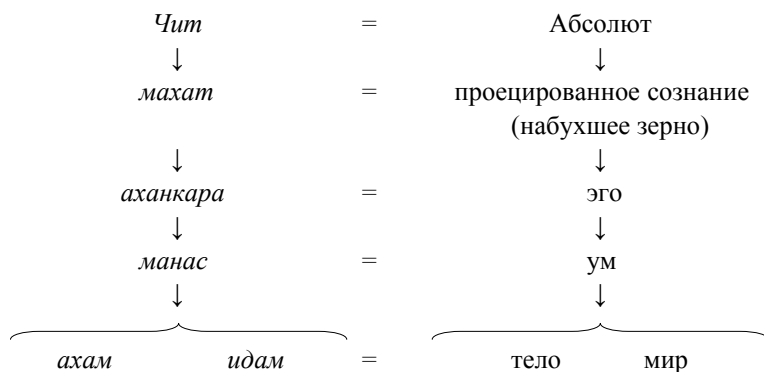 Чит = Абсолют
↓ ↓
махат = проецированное сознание
(набухшее зерно)
↓ ↓
аханкара = эго
↓ ↓
манас = ум
↓ ↓
ахам идам = тело мир